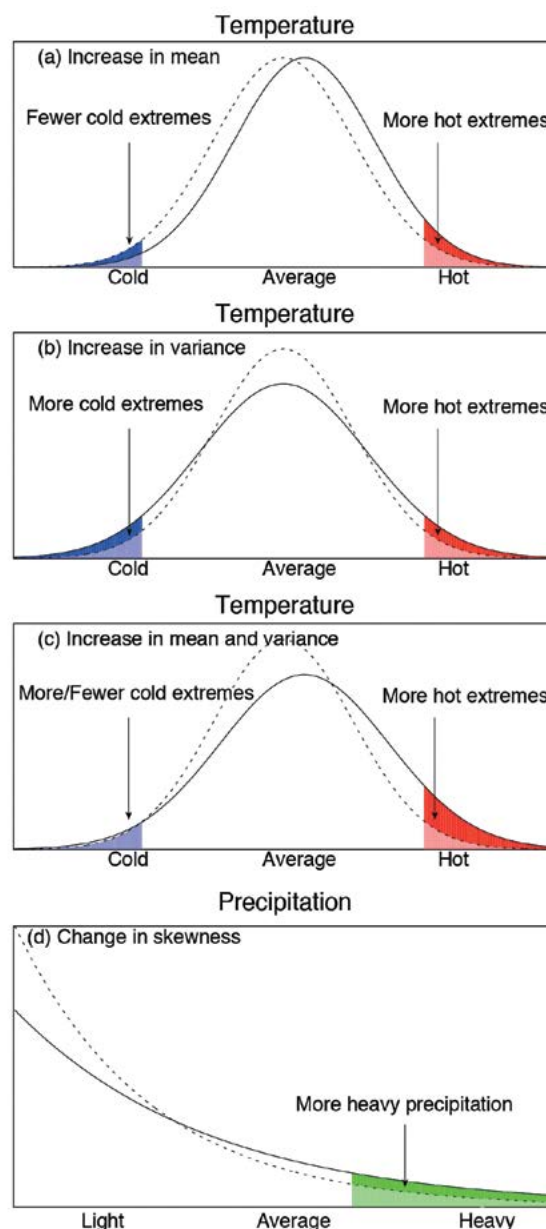 Temperature
(a) Increase in mean
Fewer cold extremes
More hot extremes
Cold Average Hot
Temperature
(b) Increase in variance
More cold extremes
More hot extremes
Cold Average Hot
Temperature
(c) Increase in mean and variance
More/Fewer cold extremes
More hot extremes
Cold Average Hot
Precipitation
(d) Change in skewness
More heavy precipitation
Light Average Heavy